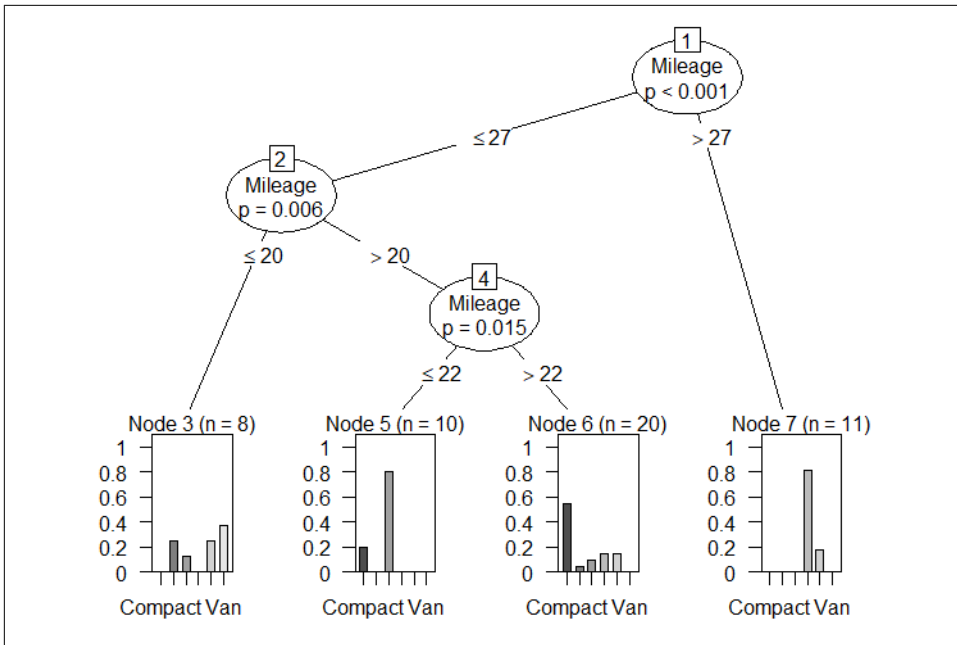 1
Mileage
p < 0.001
≤ 27
> 27
2
Mileage
p = 0.006
≤ 20
> 20
4
Mileage
p = 0.015
≤ 22
> 22
Node 3 (n = 8)
1
0.8
0.6
0.4
0.2
0
Compact Van
Node 5 (n = 10)
1
0.8
0.6
0.4
0.2
0
Compact Van
Node 6 (n = 20)
1
0.8
0.6
0.4
0.2
0
Compact Van
Node 7 (n = 11)
1
0.8
0.6
0.4
0.2
0
Compact Van